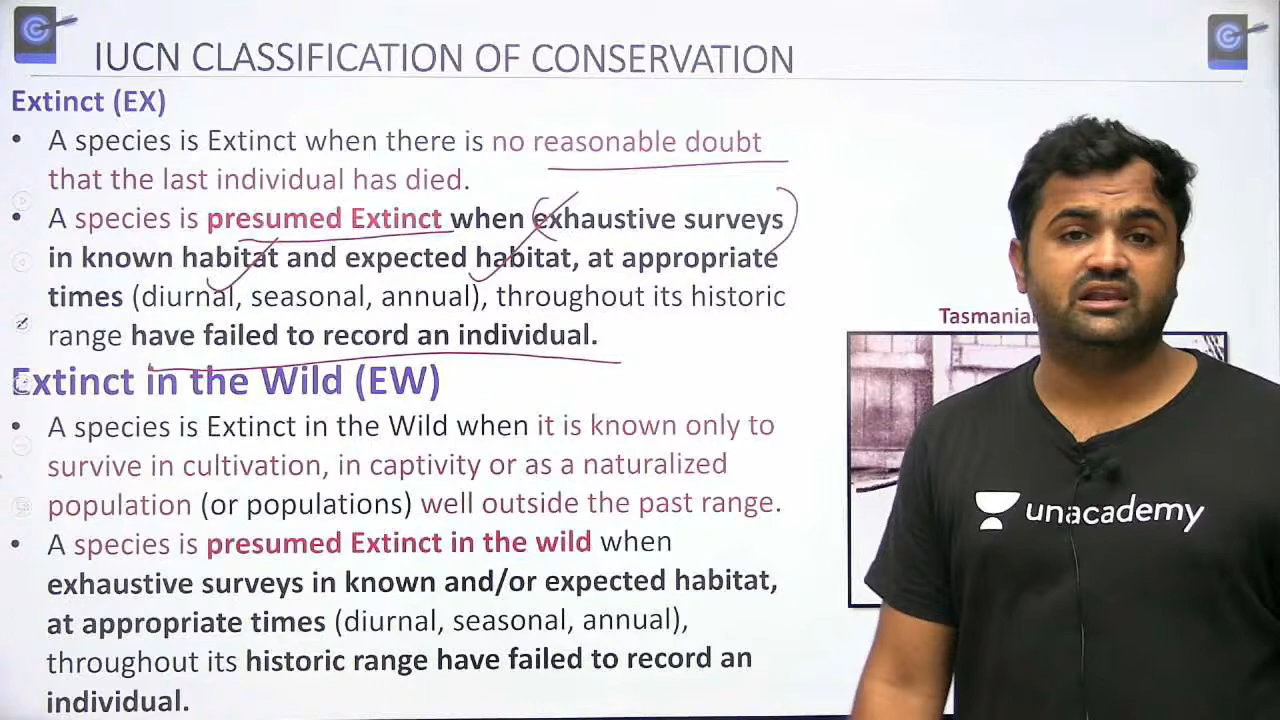 IUCN CLASSIFICATION OF CONSERVATION
Extinct (EX)
• A species is Extinct when there is no reasonable doubt
that the last individual has died.
• A species is presumed Extinct when exhaustive surveys
in known habitat and expected habitat, at appropriate
times (diurnal, seasonal, annual), throughout its historic
range have failed to record an individual.
Extinct in the Wild (EW)
• A species is Extinct in the Wild when it is known only to
survive in cultivation, in captivity or as a naturalized
population (or populations) well outside the past range.
• A species is presumed Extinct in the wild when
exhaustive surveys in known and/or expected habitat,
at appropriate times (diurnal, seasonal, annual),
throughout its historic range have failed to record an
individual.
Tasmanian
unacademy